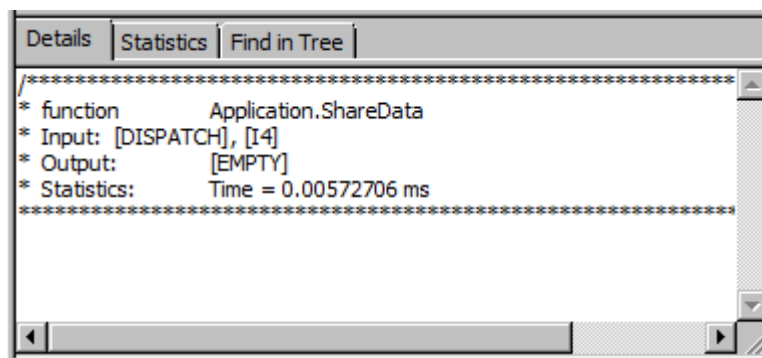 Details Statistics Find in Tree
/***********************************************************
* function Application.ShareData
* Input: [DISPATCH], [I4]
* Output: [EMPTY]
* Statistics: Time = 0.00572706 ms
************************************************************